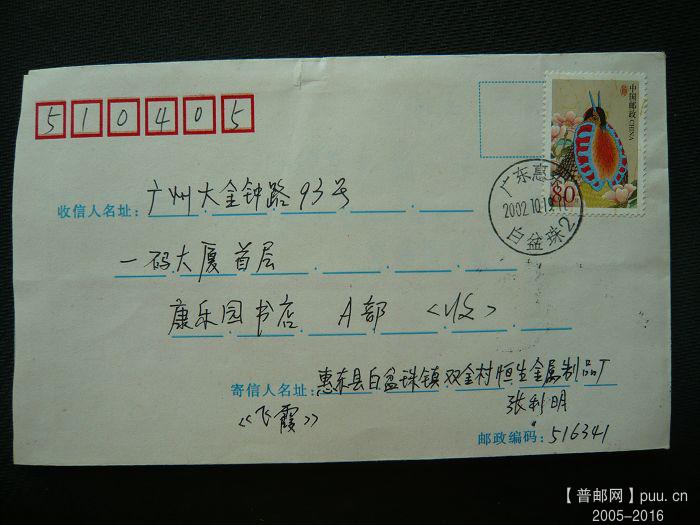 510405
中国邮政
CHINA
80
广东惠
2002.10.1
白盆珠2
收信人名址: 广州大金钟路93号
一码大厦首层
康乐园书店 A部 <收>
寄信人名址: 惠东县白盆珠镇双金村恒生金属制品厂
张利明
《飞霞》
邮政编码: 516341
【普邮网】puu.cn
2005-2016